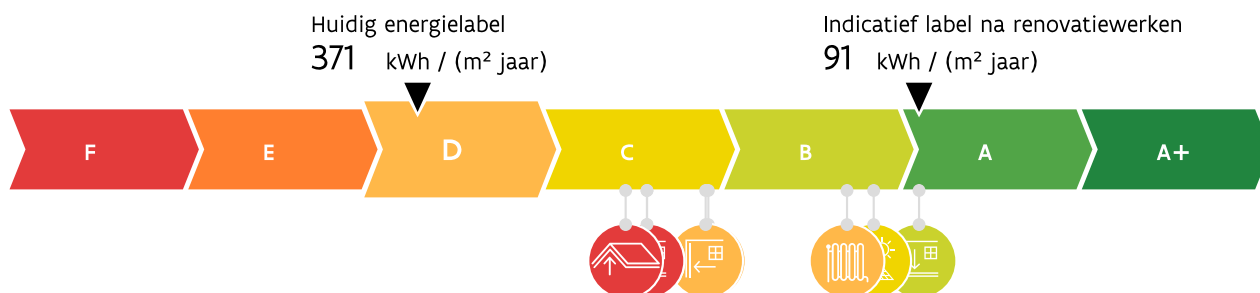 Huidig energielabel
371 kWh / (m² jaar)
Indicatief label na renovatiewerken
91 kWh / (m² jaar)
F E D C B A A+